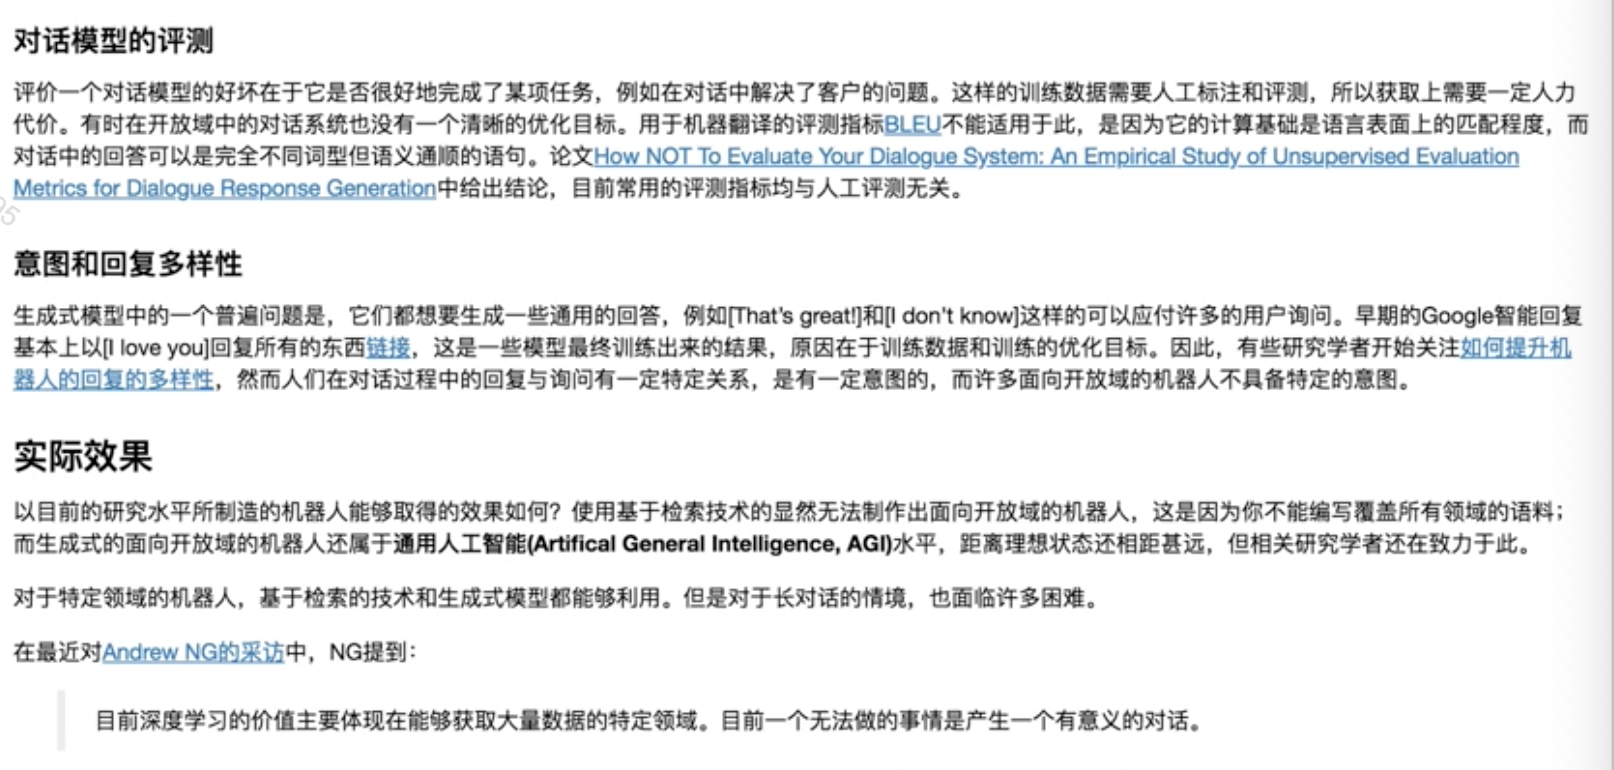 对话模型的评测
评价一个对话模型的好坏在于它是否很好地完成了某项任务，例如在对话中解决了客户的问题。这样的训练数据需要人工标注和评测，所以获取上需要一定人力
代价。有时在开放域中的对话系统也没有一个清晰的优化目标。用于机器翻译的评测指标BLEU不能适用于此，是因为它的计算基础是语言表面上的匹配程度，而
对话中的回答可以是完全不同词型但语义通顺的语句。论文How NOT To Evaluate Your Dialogue System: An Empirical Study of Unsupervised Evaluation
Metrics for Dialogue Response Generation中给出结论，目前常用的评测指标均与人工评测无关。
意图和回复多样性
生成式模型中的一个普遍问题是，它们都想要生成一些通用的回答，例如[That's great!]和[I don't know]这样的可以应付许多的用户询问。早期的Google智能回复
基本上以[I love you]回复所有的东西链接，这是一些模型最终训练出来的结果，原因在于训练数据和训练的优化目标。因此，有些研究学者开始关注如何提升机
器人的回复的多样性，然而人们在对话过程中的回复与询问有一定特定关系，是有一定意图的，而许多面向开放域的机器人不具备特定的意图。
实际效果
以目前的研究水平所制造的机器人能够取得的效果如何？使用基于检索技术的显然无法制作出面向开放域的机器人，这是因为你不能编写覆盖所有领域的语料；
而生成式的面向开放域的机器人还属于通用人工智能(Artifical General Intelligence, AGI)水平，距离理想状态还相距甚远，但相关研究学者还在致力于此。
对于特定领域的机器人，基于检索的技术和生成式模型都能够利用。但是对于长对话的情境，也面临许多困难。
在最近对Andrew NG的采访中，NG提到：
目前深度学习的价值主要体现在能够获取大量数据的特定领域。目前一个无法做的事情是产生一个有意义的对话。